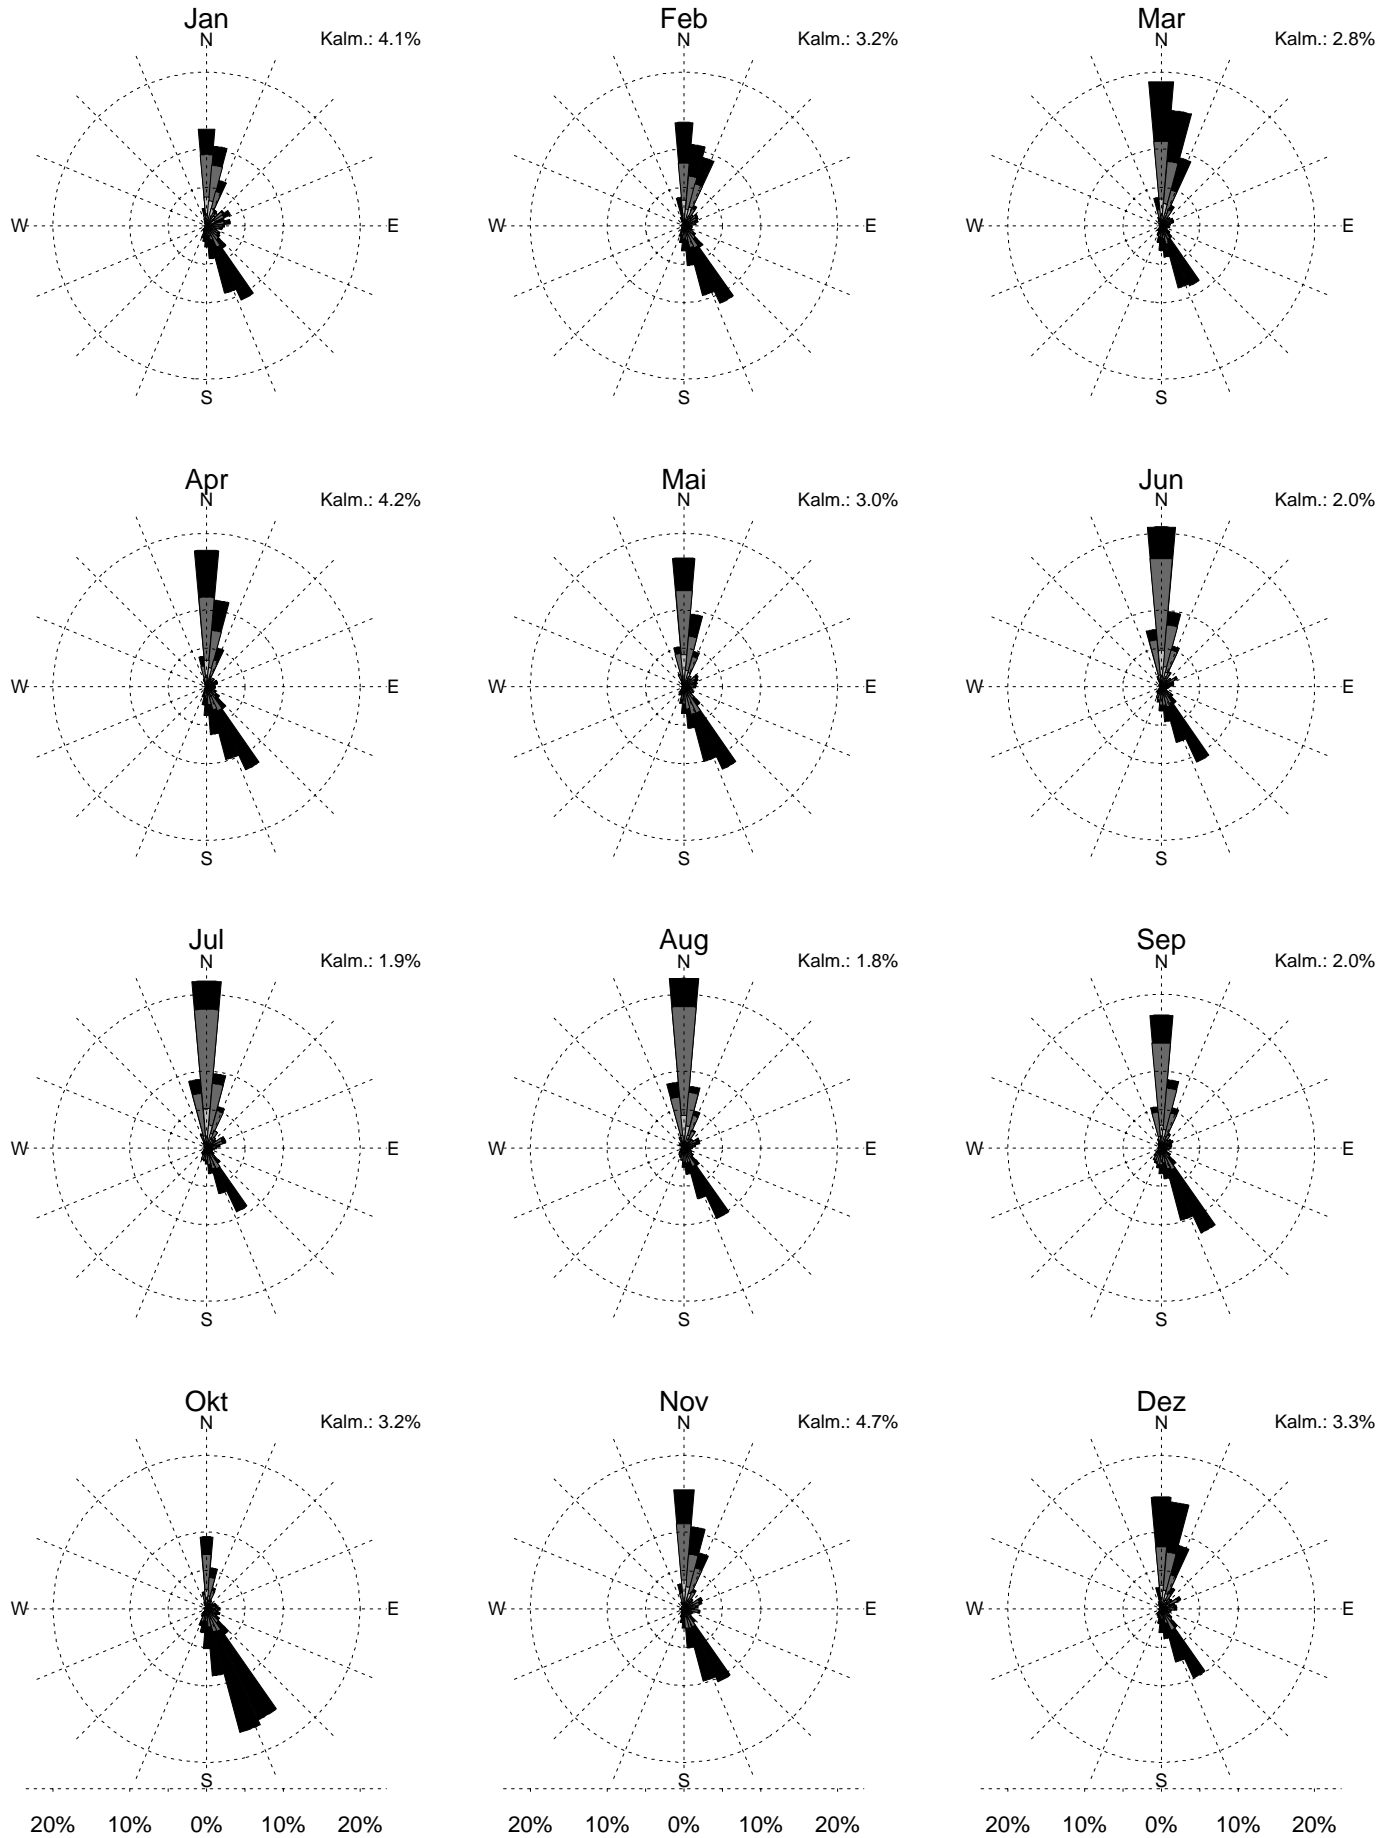 Jan
Feb
Mar
N
Kalm.: 4.1%
N
Kalm.: 3.2%
N
Kalm.: 2.8%
W
E
W
E
W
E
S
S
S
Apr
Mai
Jun
N
Kalm.: 4.2%
N
Kalm.: 3.0%
N
Kalm.: 2.0%
W
E
W
E
W
E
S
S
S
Jul
Aug
Sep
N
Kalm.: 1.9%
N
Kalm.: 1.8%
N
Kalm.: 2.0%
W
E
W
E
W
E
S
S
S
Okt
Nov
Dez
N
Kalm.: 3.2%
N
Kalm.: 4.7%
N
Kalm.: 3.3%
W
E
W
E
W
E
S
S
S
20% 10% 0% 10% 20%
20% 10% 0% 10% 20%
20% 10% 0% 10% 20%